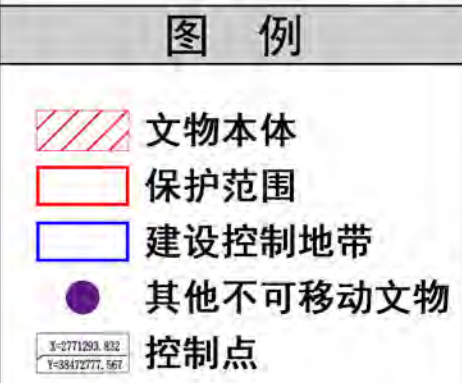 图 例
文物本体
保护范围
建设控制地带
其他不可移动文物
X=2771293.832
Y=38472777.567
控制点